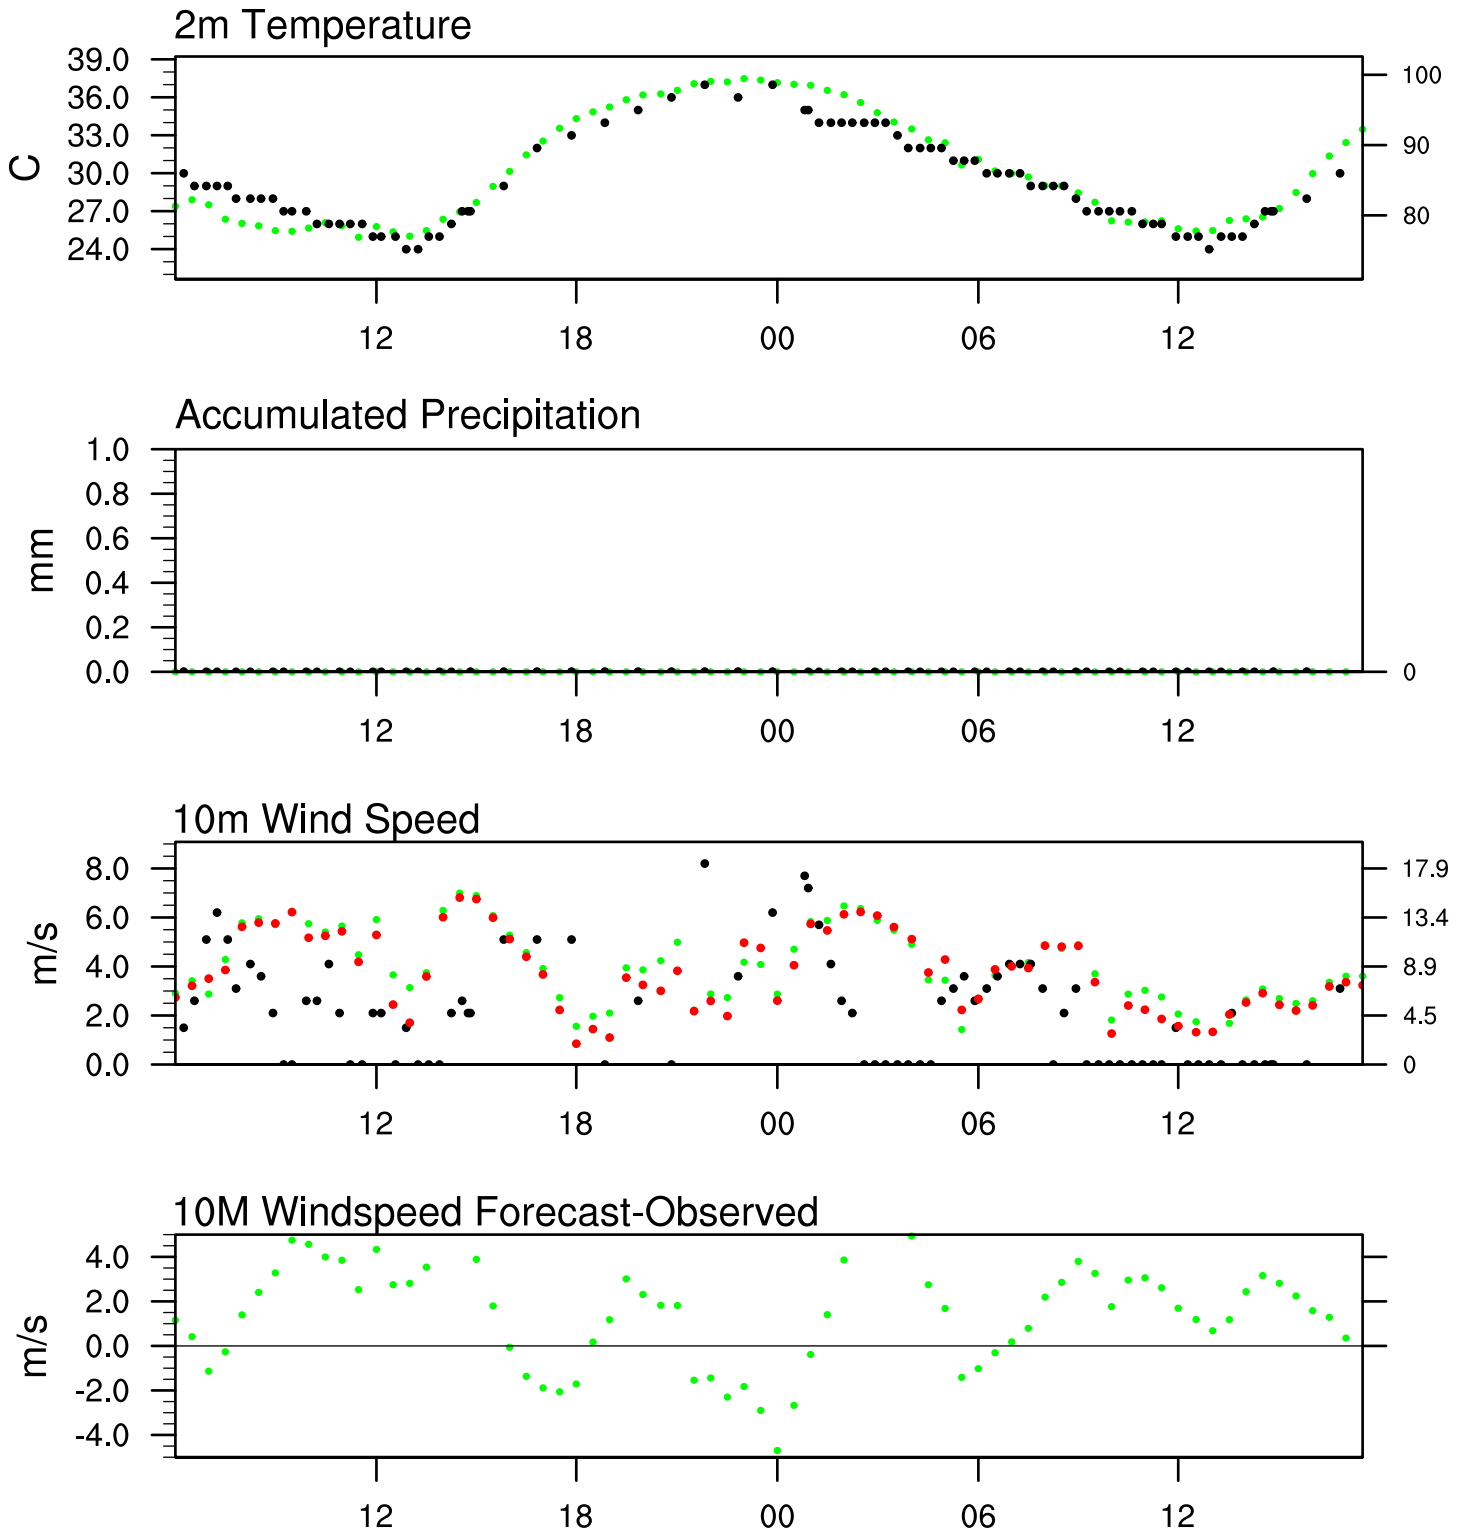 2m Temperature
39.0
36.0
33.0
30.0
27.0
24.0
C
100
90
80
12 18 00 06 12
Accumulated Precipitation
1.0
0.8
0.6
0.4
0.2
0.0
mm
0
12 18 00 06 12
10m Wind Speed
8.0
6.0
4.0
2.0
0.0
m/s
17.9
13.4
8.9
4.5
0
12 18 00 06 12
10M Windspeed Forecast-Observed
4.0
2.0
0.0
-2.0
-4.0
m/s
12 18 00 06 12